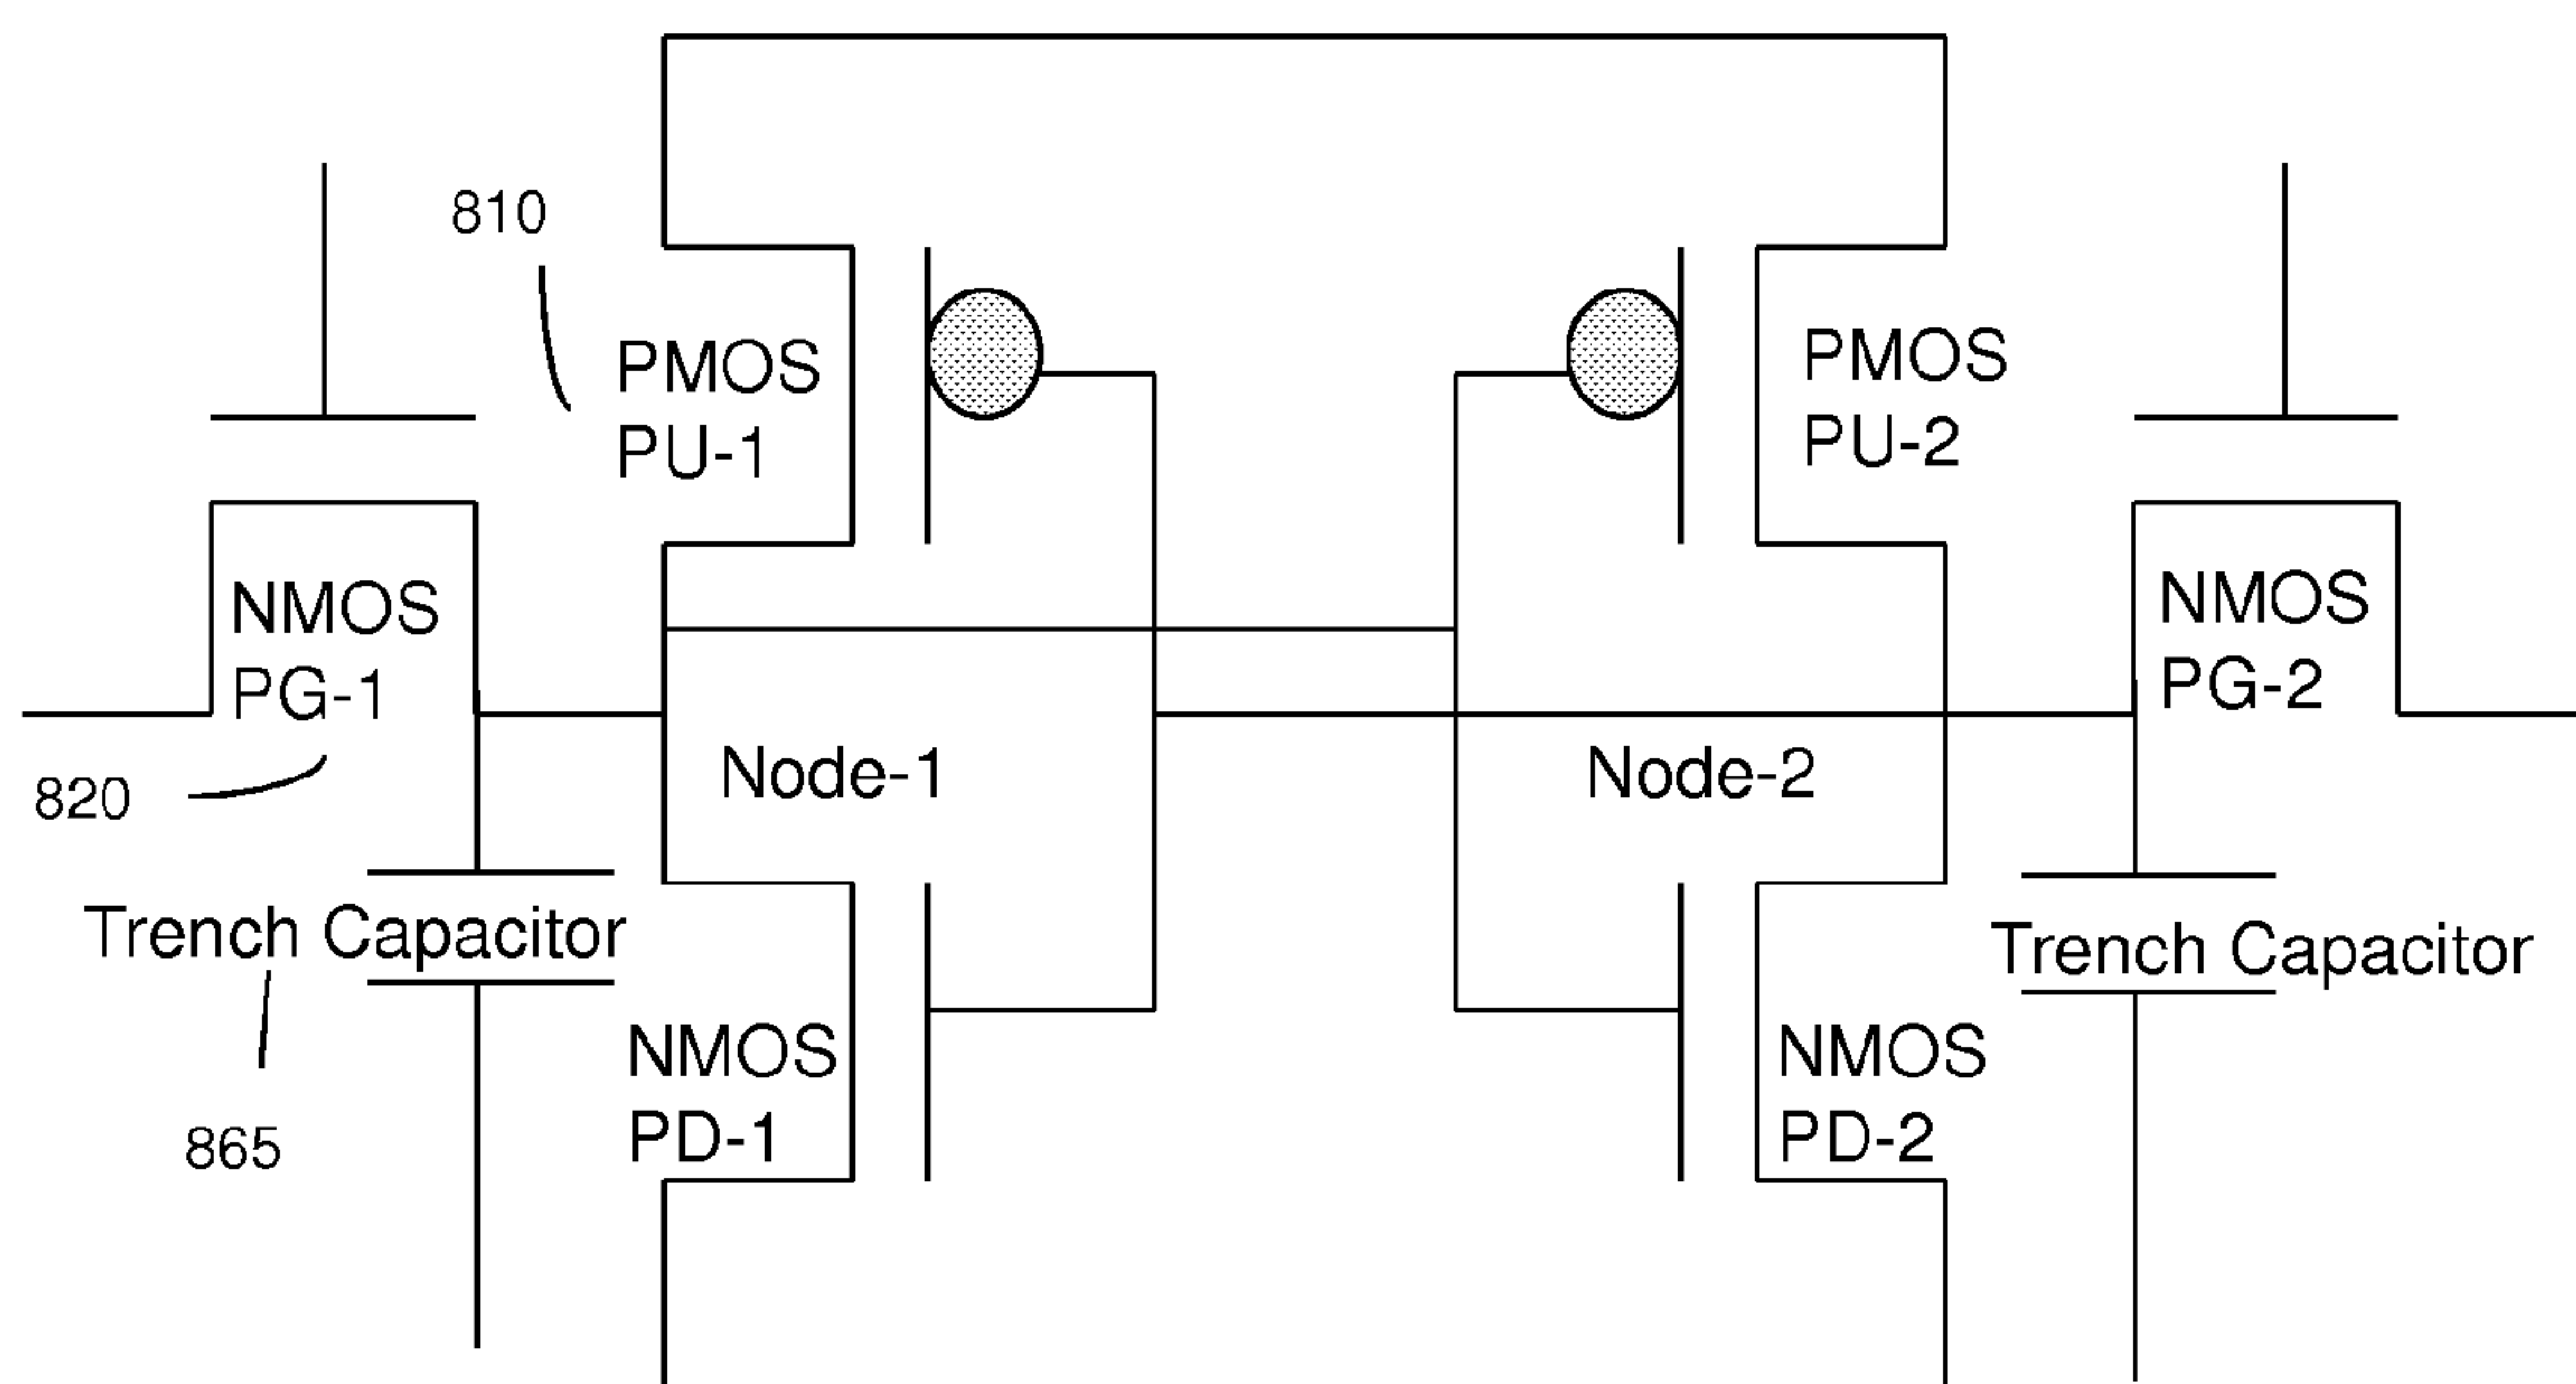 810
PMOS
PU-1
PMOS
PU-2
NMOS
PG-1
NMOS
PG-2
820
Node-1
Node-2
Trench Capacitor
Trench Capacitor
865
NMOS
PD-1
NMOS
PD-2